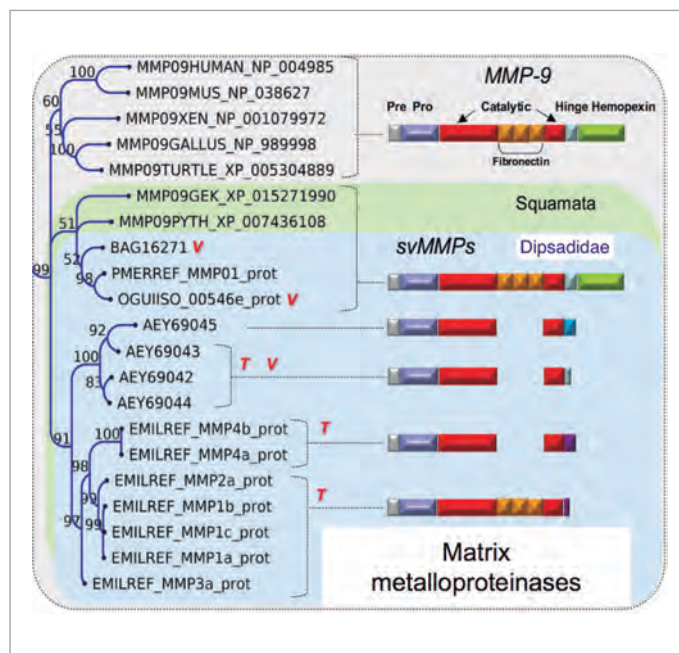 MMP09HUMAN_NP_004985
MMP09MUS_NP_038627
MMP09XEN_NP_001079972
MMP09GALLUS_NP_989998
MMP09TURTLE_XP_005304889
MMP09GEK_XP_015271990
MMP09PYTH_XP_007436108
BAG16271 V
PMERREF_MMP01_prot
OGUIISO_00546e_prot V
AEY69045
AEY69043
AEY69042
AEY69044
T V
EMILREF_MMP4b_prot
EMILREF_MMP4a_prot
T
EMILREF_MMP2a_prot
EMILREF_MMP1b_prot
EMILREF_MMP1c_prot
EMILREF_MMP1a_prot
EMILREF_MMP3a_prot
T
100
60
55
100
51
52
98
99
92
100
83
91
100
98
99
99
97
MMP-9
Pre Pro Catalytic Hinge Hemopexin
Fibronectin
Squamata
svMMPs Dipsadidae
Matrix
metalloproteinases